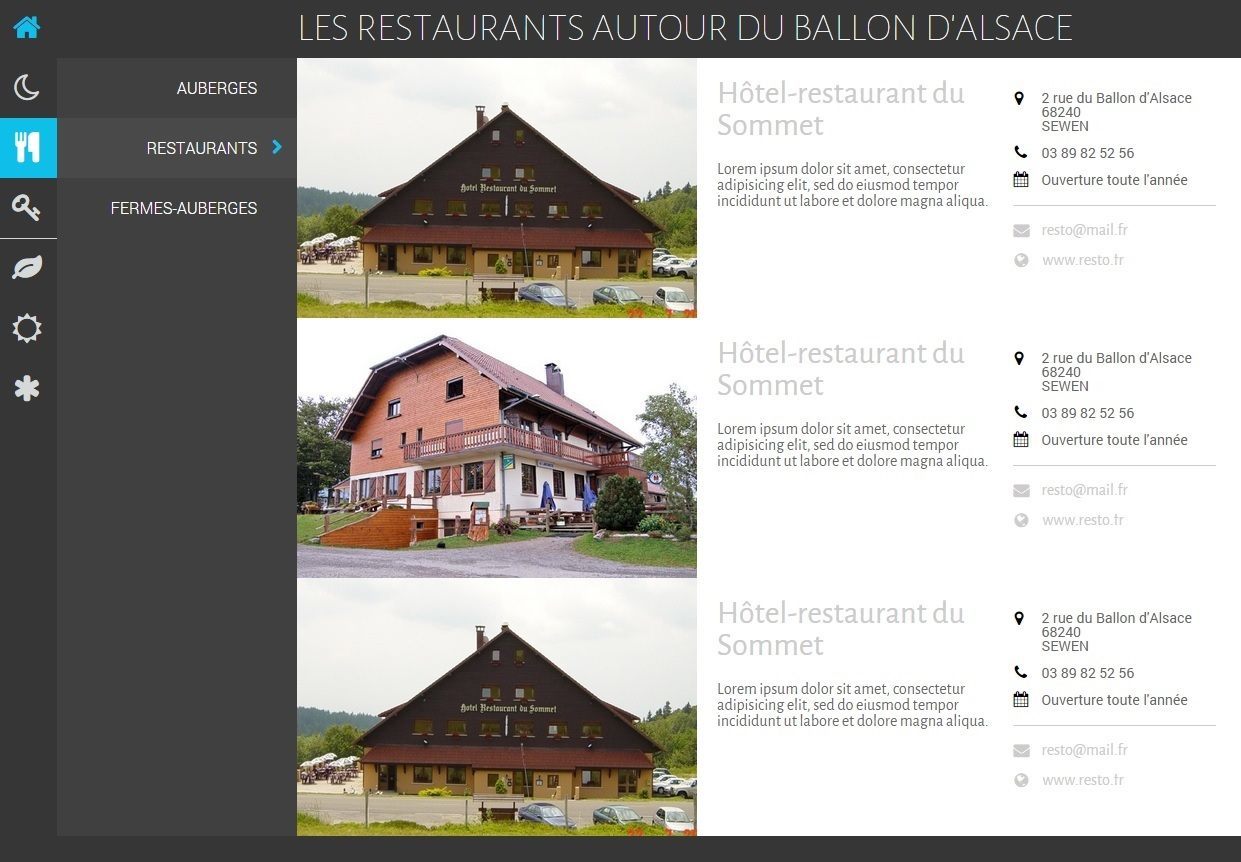 LES RESTAURANTS AUTOUR DU BALLON D'ALSACE
AUBERGES
RESTAURANTS
FERMES-AUBERGES
Hotel Restaurant du Sommet
Hôtel-restaurant du
Sommet
Lorem ipsum dolor sit amet, consectetur
adipisicing elit, sed do eiusmod tempor
incididunt ut labore et dolore magna aliqua.
2 rue du Ballon d'Alsace
68240
SEWEN
03 89 82 52 56
Ouverture toute l'année
resto@mail.fr
www.resto.fr
Hôtel-restaurant du
Sommet
Lorem ipsum dolor sit amet, consectetur
adipisicing elit, sed do eiusmod tempor
incididunt ut labore et dolore magna aliqua.
2 rue du Ballon d'Alsace
68240
SEWEN
03 89 82 52 56
Ouverture toute l'année
resto@mail.fr
www.resto.fr
Hotel Restaurant du Sommet
Hôtel-restaurant du
Sommet
Lorem ipsum dolor sit amet, consectetur
adipisicing elit, sed do eiusmod tempor
incididunt ut labore et dolore magna aliqua.
2 rue du Ballon d'Alsace
68240
SEWEN
03 89 82 52 56
Ouverture toute l'année
resto@mail.fr
www.resto.fr